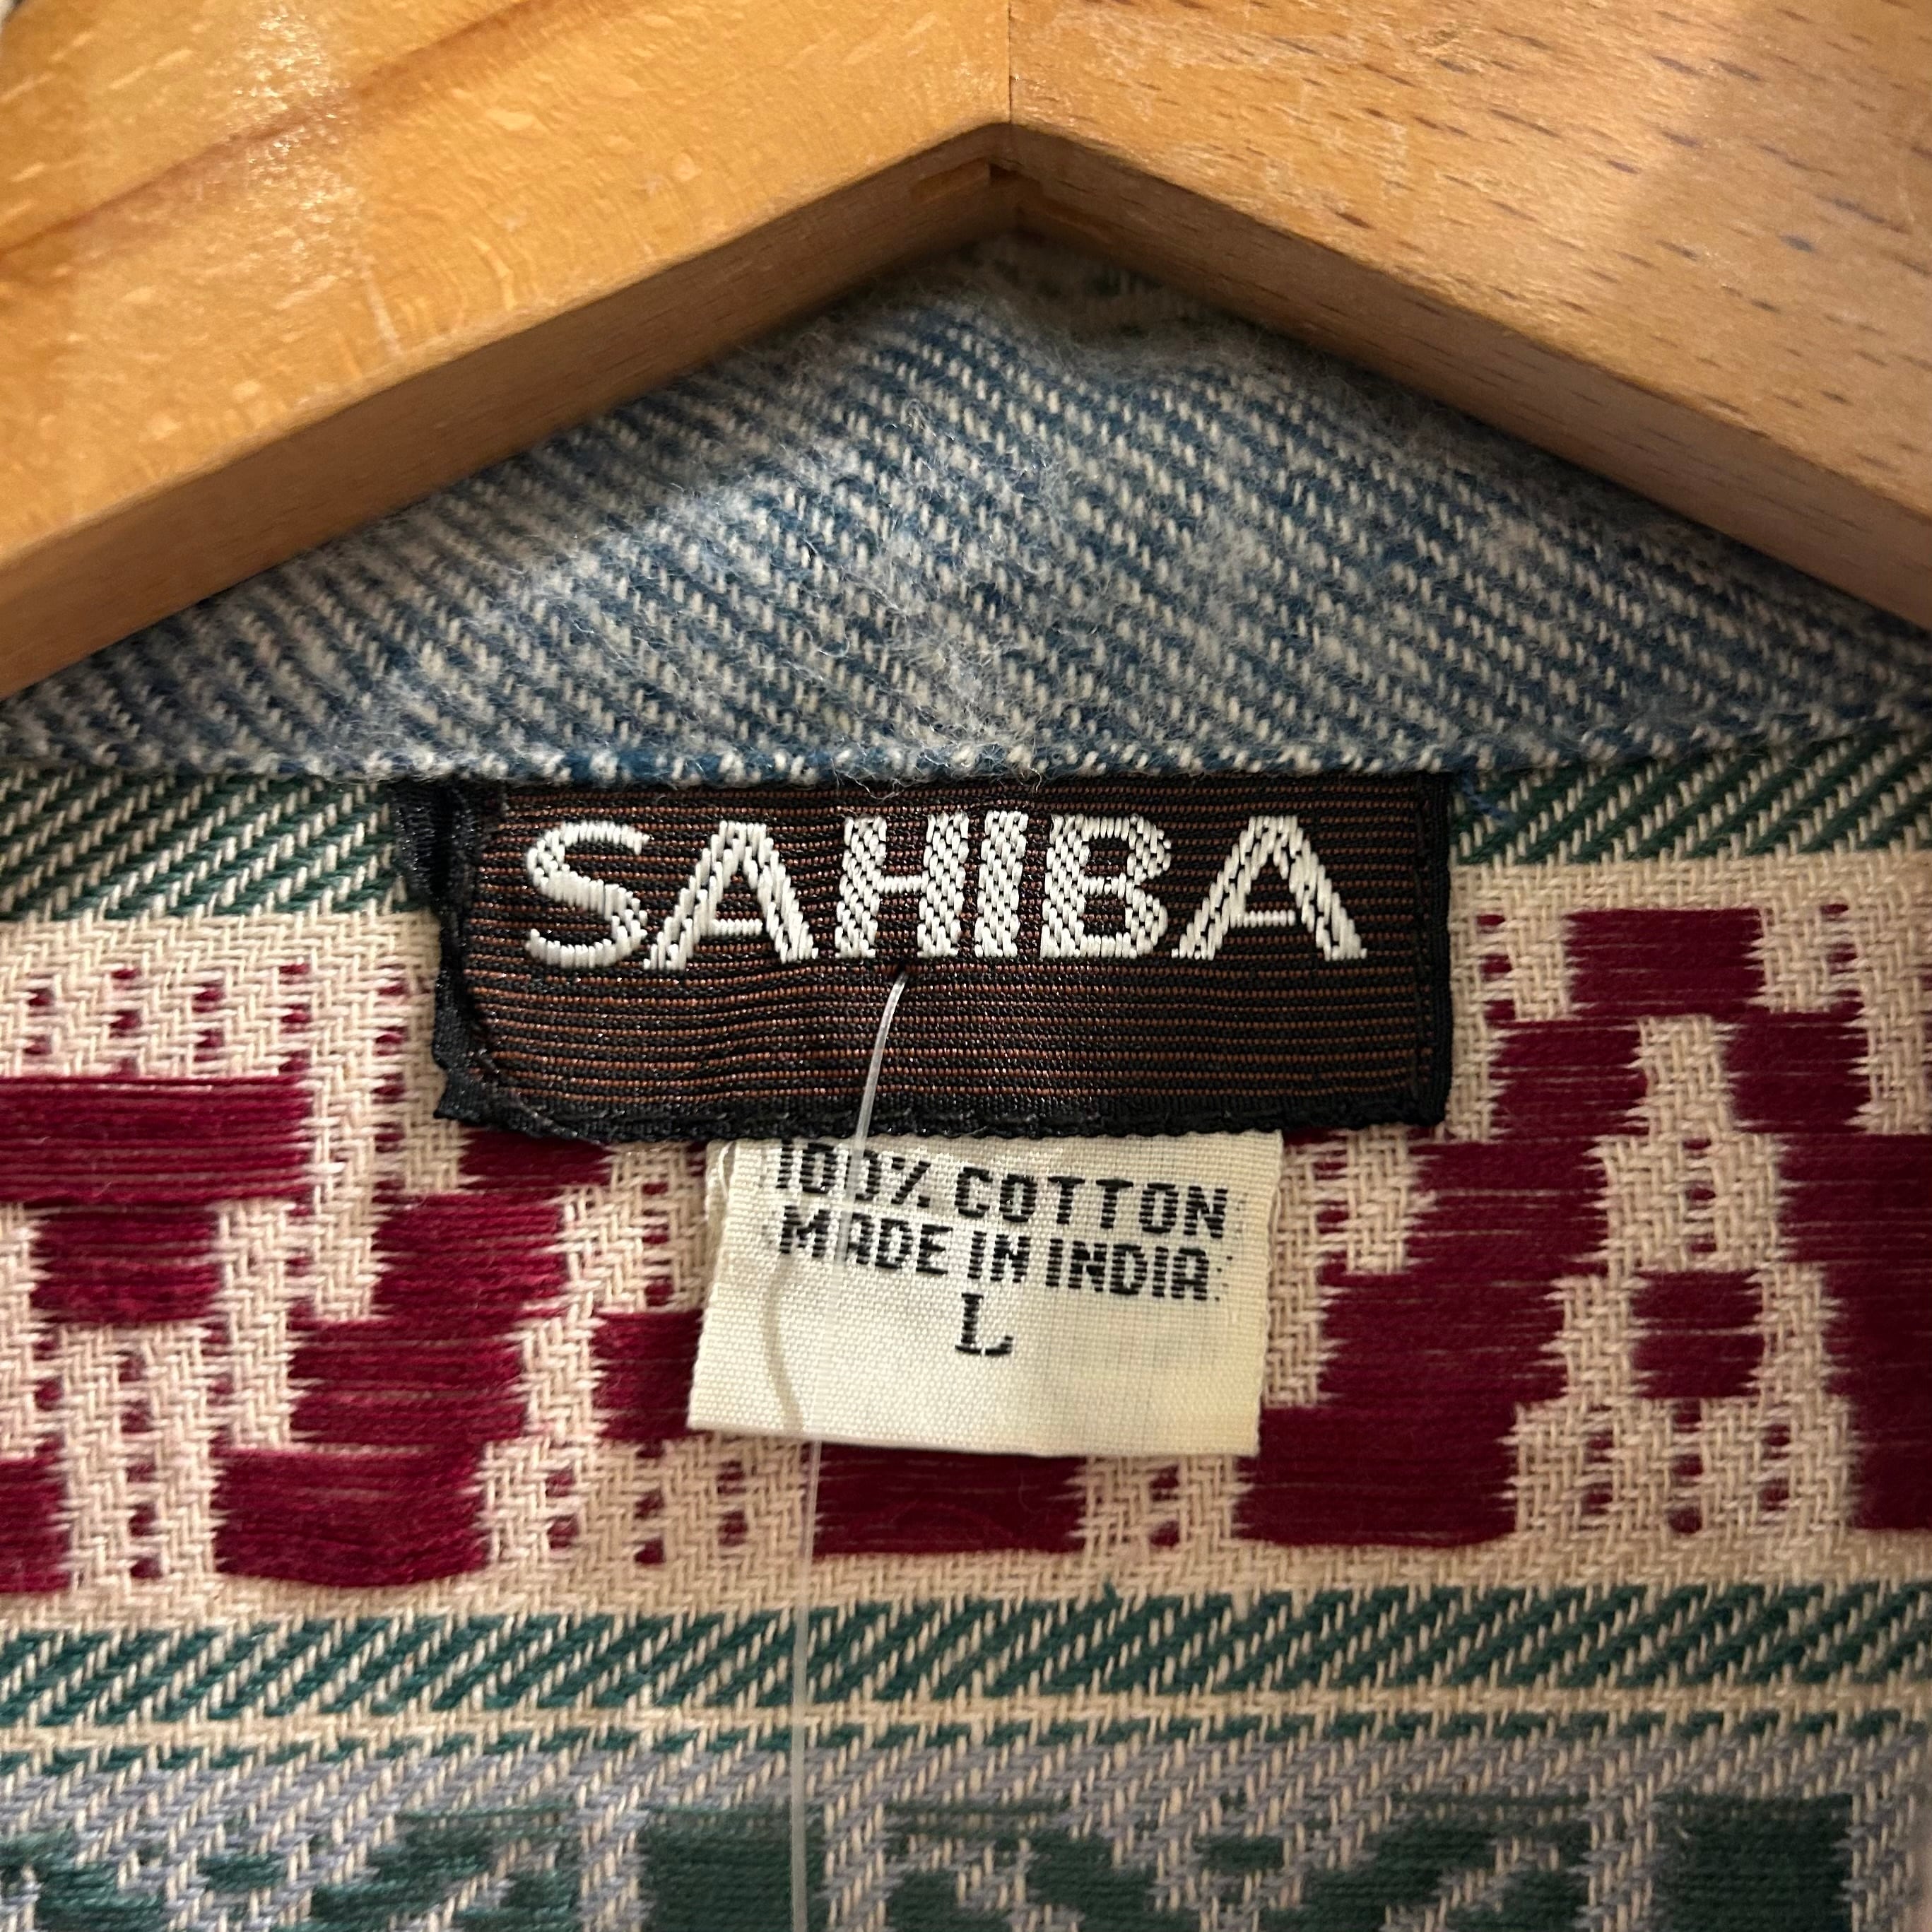 SAHIBA
100% COTTON
MADE IN INDIA
L